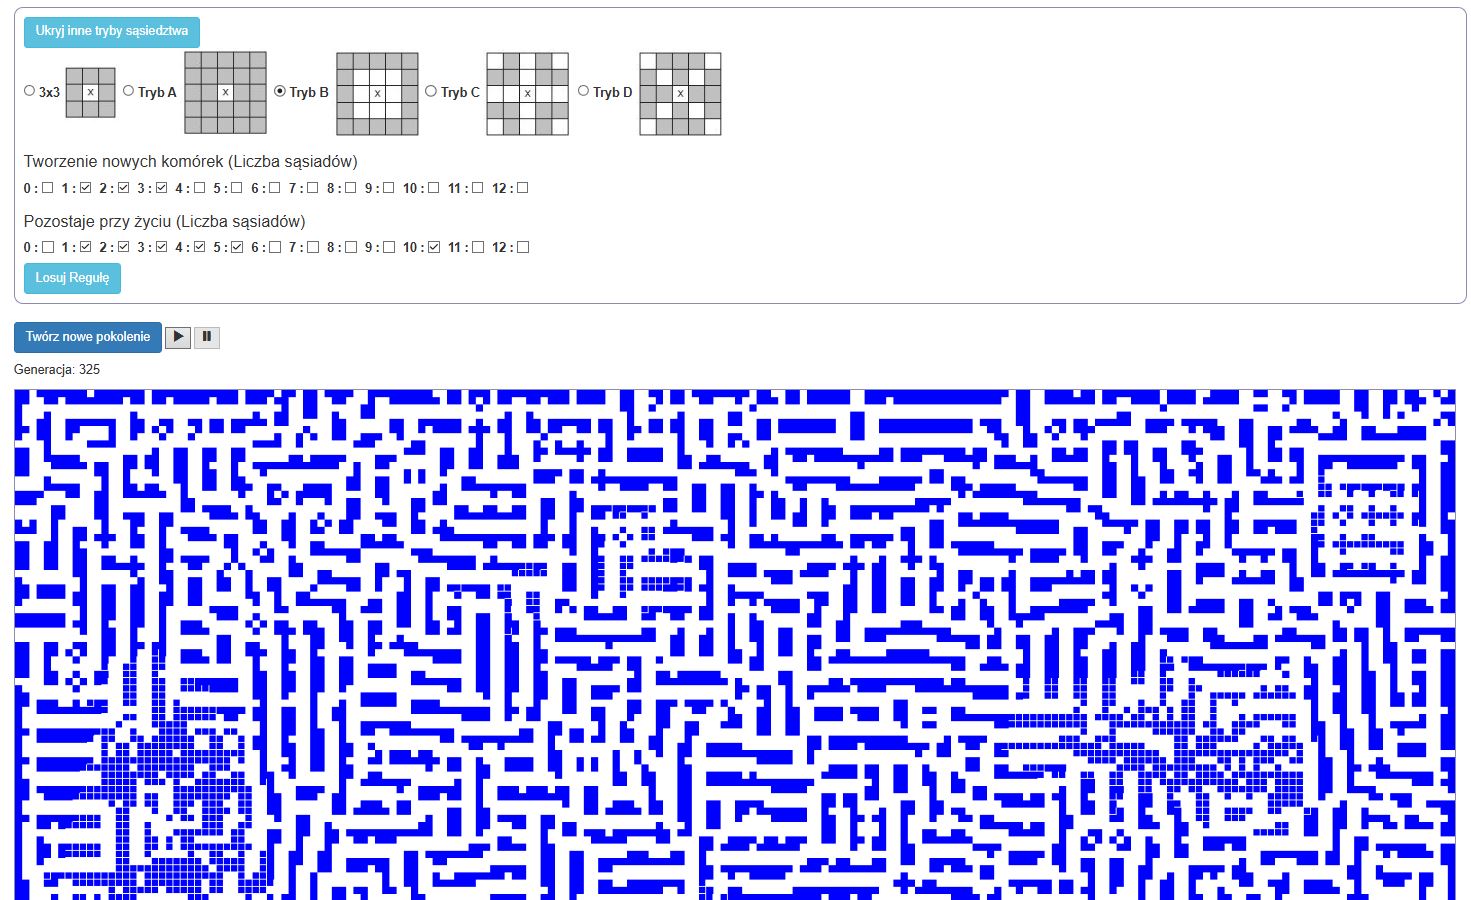 Ukryj inne tryby sąsiedztwa
3x3 x Tryb A x Tryb B x Tryb C x Tryb D x
Tworzenie nowych komórek (Liczba sąsiadów)
0 : 1 : 2 : 3 : 4 : 5 : 6 : 7 : 8 : 9 : 10 : 11 : 12 :
Pozostaje przy życiu (Liczba sąsiadów)
0 : 1 : 2 : 3 : 4 : 5 : 6 : 7 : 8 : 9 : 10 : 11 : 12 :
Losuj Regułę
Twórz nowe pokolenie
Generacja: 325